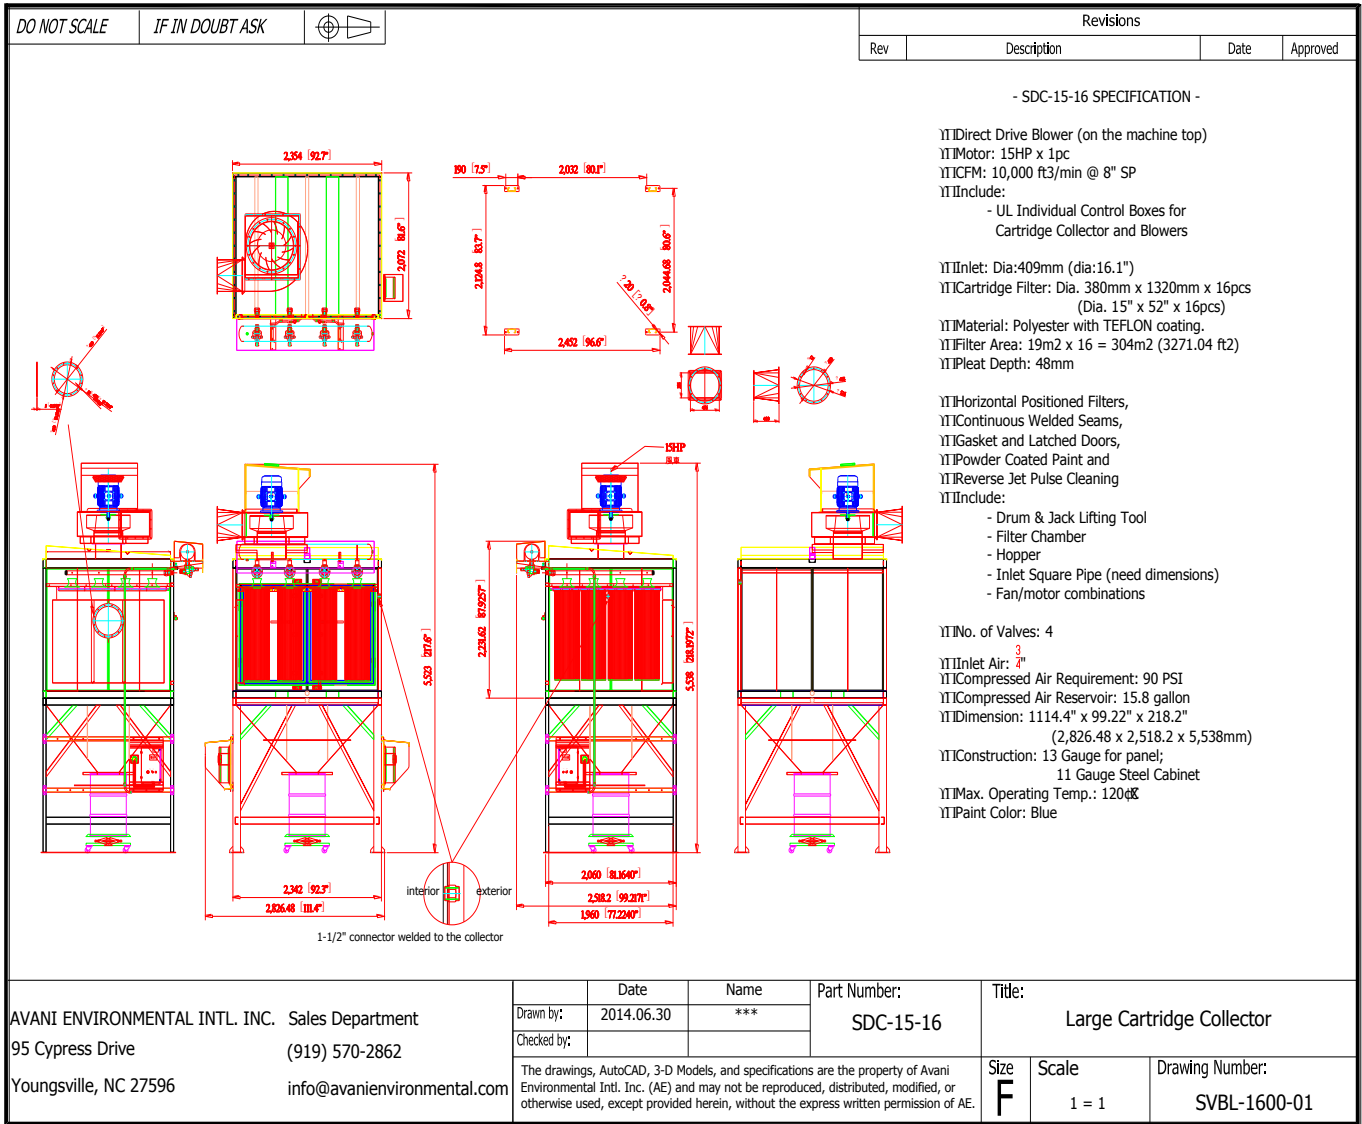 DO NOT SCALE
IF IN DOUBT ASK
Revisions
Rev
Description
Date
Approved
- SDC-15-16 SPECIFICATION -
Direct Drive Blower (on the machine top)
Motor: 15HP x 1pc
CFM: 10,000 ft3/min @ 8" SP
Include:
- UL Individual Control Boxes for
Cartridge Collector and Blowers
Inlet: Dia:409mm (dia:16.1")
Cartridge Filter: Dia. 380mm x 1320mm x 16pcs
(Dia. 15" x 52" x 16pcs)
Material: Polyester with TEFLON coating.
Filter Area: 19m2 x 16 = 304m2 (3271.04 ft2)
Pleat Depth: 48mm
Horizontal Positioned Filters,
Continuous Welded Seams,
Gasket and Latched Doors,
Powder Coated Paint and
Reverse Jet Pulse Cleaning
Include:
- Drum & Jack Lifting Tool
- Filter Chamber
- Hopper
- Inlet Square Pipe (need dimensions)
- Fan/motor combinations
No. of Valves: 4
Inlet Air: 3/4"
Compressed Air Requirement: 90 PSI
Compressed Air Reservoir: 15.8 gallon
Dimension: 1114.4" x 99.22" x 218.2"
(2,826.48 x 2,518.2 x 5,538mm)
Construction: 13 Gauge for panel;
11 Gauge Steel Cabinet
Max. Operating Temp.: 120
Paint Color: Blue
2,354 [92.7"]
2,072 [81.6"]
190 [7.5"]
2,032 [80.1"]
2,124.8 [83.7"]
2,044.68 [80.6"]
? 20 [? 0.8"]
2,452 [96.6"]
15HP
5,523 [217.6"]
2,231.62 [87.9257"]
5,538 [218.1972"]
2,342 [92.3"]
2,826.48 [111.4"]
2,060 [81.1640"]
2,518.2 [99.2171"]
1,960 [77.2240"]
interior
exterior
1-1/2" connector welded to the collector
AVANI ENVIRONMENTAL INTL. INC.
Sales Department
95 Cypress Drive
(919) 570-2862
Youngsville, NC 27596
info@avanienvironmental.com
Date
Name
Drawn by:
2014.06.30
***
Checked by:
Part Number:
SDC-15-16
Title:
Large Cartridge Collector
The drawings, AutoCAD, 3-D Models, and specifications are the property of Avani
Environmental Intl. Inc. (AE) and may not be reproduced, distributed, modified, or
otherwise used, except provided herein, without the express written permission of AE.
Size
F
Scale
1 = 1
Drawing Number:
SVBL-1600-01